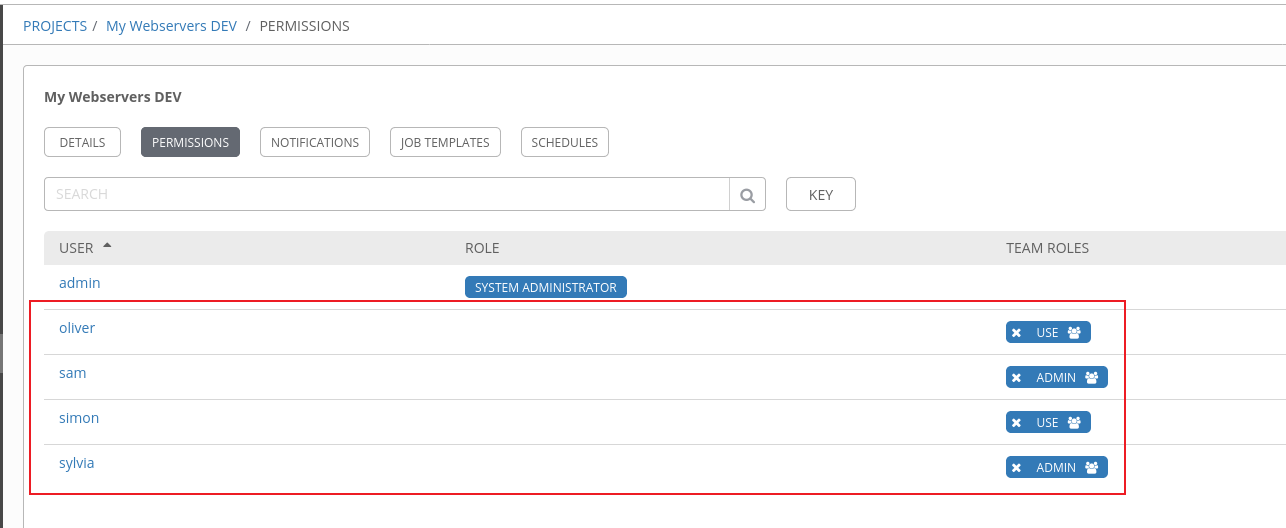 PROJECTS / My Webservers DEV / PERMISSIONS
My Webservers DEV
DETAILS PERMISSIONS NOTIFICATIONS JOB TEMPLATES SCHEDULES
SEARCH KEY
USER ROLE TEAM ROLES
admin SYSTEM ADMINISTRATOR
oliver USE
sam ADMIN
simon USE
sylvia ADMIN